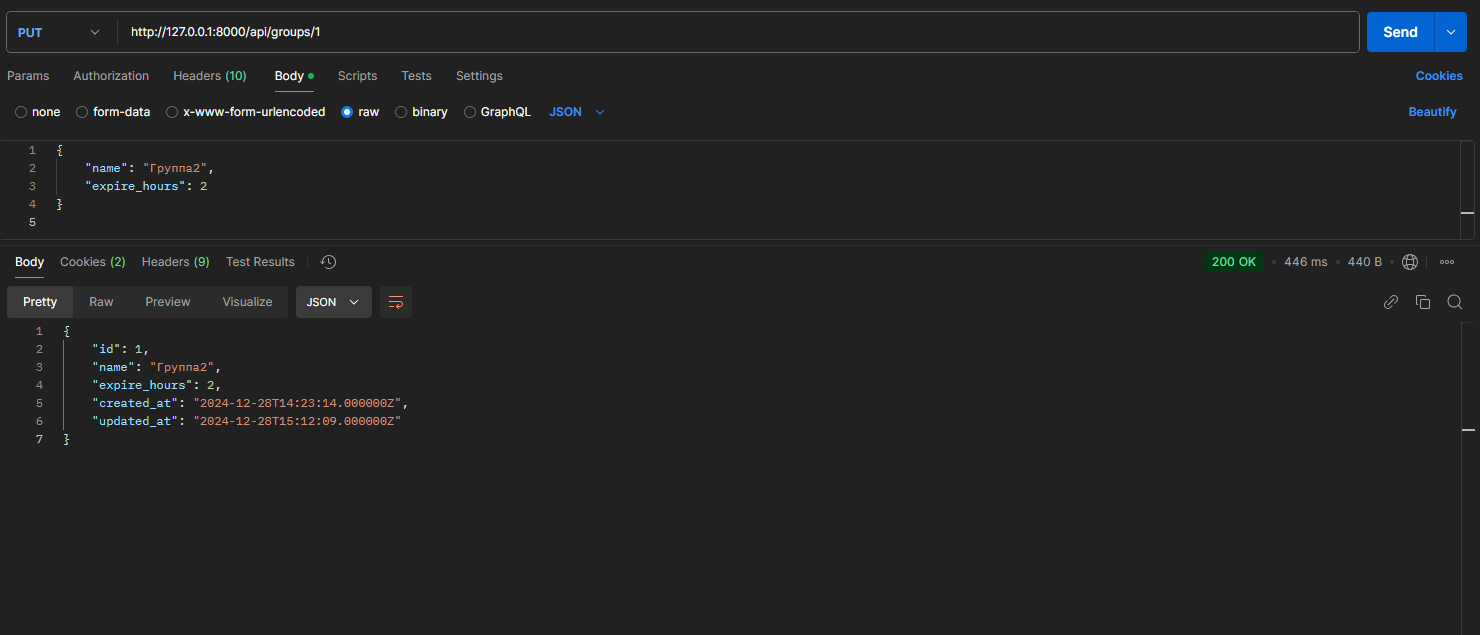 PUT http://127.0.0.1:8000/api/groups/1 Send
Params Authorization Headers (10) Body Scripts Tests Settings Cookies
none form-data x-www-form-urlencoded raw binary GraphQL JSON Beautify
1 {
2 "name": "Группа2",
3 "expire_hours": 2
4 }
5
Body Cookies (2) Headers (9) Test Results 200 OK 446 ms 440 B
Pretty Raw Preview Visualize JSON
1 {
2 "id": 1,
3 "name": "Группа2",
4 "expire_hours": 2,
5 "created_at": "2024-12-28T14:23:14.000000Z",
6 "updated_at": "2024-12-28T15:12:09.000000Z"
7 }